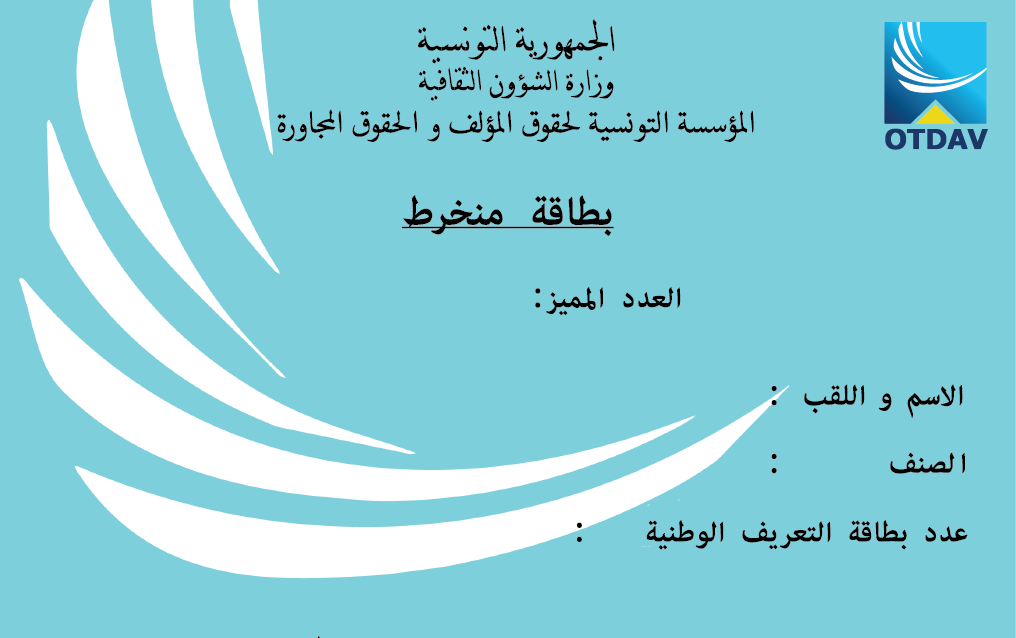 الجمهورية التونسية
وزارة الشؤون الثقافية
المؤسسة التونسية لحقوق المؤلف و الحقوق المجاورة
OTDAV
بطاقة منخرط
العدد المميز:
الاسم و اللقب :
الصنف :
عدد بطاقة التعريف الوطنية :